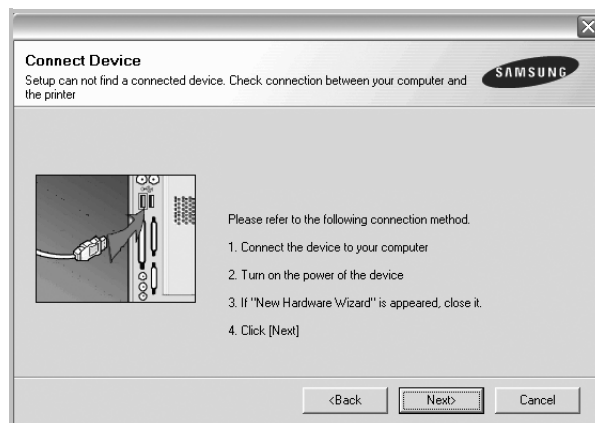 Connect Device
Setup can not find a connected device. Check connection between your computer and
the printer
SAMSUNG
Please refer to the following connection method.
1. Connect the device to your computer
2. Turn on the power of the device
3. If "New Hardware Wizard" is appeared, close it.
4. Click [Next]
<Back
Next>
Cancel